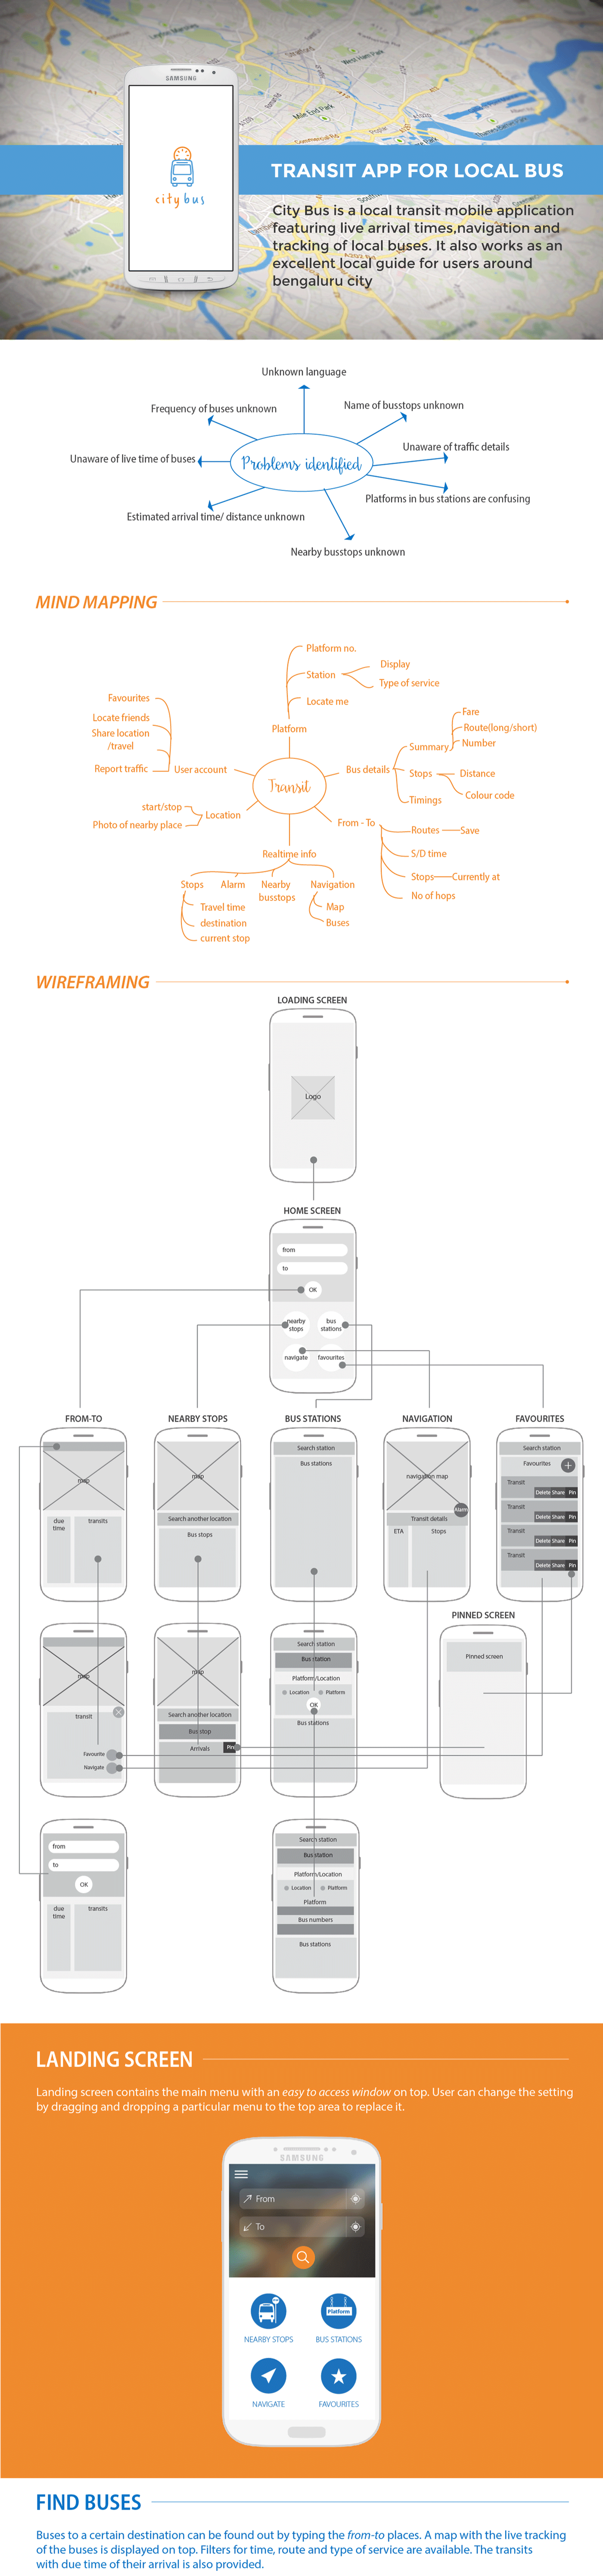 Mile End Park
West Ham Park
Commercial Rd
SAMSUNG
city bus
TRANSIT APP FOR LOCAL BUS
City Bus is a local transit mobile application
featuring live arrival times,navigation and
tracking of local buses. It also works as an
excellent local guide for users around
bengaluru city
Unknown language
Frequency of buses unknown
Name of busstops unknown
Unaware of traffic details
Unaware of live time of buses
Problems identified
Platforms in bus stations are confusing
Estimated arrival time/ distance unknown
Nearby busstops unknown
MIND MAPPING
Platform no.
Station
Display
Type of service
Locate me
Platform
Favourites
Locate friends
Share location
/travel
Report traffic
User account
Transit
Bus details
Summary
Fare
Route(long/short)
Number
Stops
Distance
Colour code
Timings
start/stop
Photo of nearby place
Location
From - To
Routes
Save
S/D time
Stops
Currently at
No of hops
Realtime info
Stops
Alarm
Nearby
busstops
Navigation
Travel time
destination
current stop
Map
Buses
WIREFRAMING
LOADING SCREEN
Logo
HOME SCREEN
from
to
OK
nearby
stops
bus
stations
navigate
favourites
FROM-TO
NEARBY STOPS
BUS STATIONS
NAVIGATION
FAVOURITES
map
due
time
transits
map
Search another location
Bus stops
Search station
Bus stations
navigation map
Alarm
Transit details
ETA
Stops
Search station
Favourites
+
Transit
Delete Share Pin
Transit
Delete Share Pin
Transit
Delete Share Pin
Transit
Delete Share Pin
PINNED SCREEN
Pinned screen
map
transit
Favourite
Navigate
map
Search another location
Bus stop
Arrivals
Pin
Search station
Bus station
Platform/Location
Location
Platform
OK
Bus stations
from
to
OK
due
time
transits
Search station
Bus station
Platform/Location
Location
Platform
Platform
Bus numbers
Bus stations
LANDING SCREEN
Landing screen contains the main menu with an easy to access window on top. User can change the setting
by dragging and dropping a particular menu to the top area to replace it.
SAMSUNG
From
To
Platform
NEARBY STOPS
BUS STATIONS
NAVIGATE
FAVOURITES
FIND BUSES
Buses to a certain destination can be found out by typing the from-to places. A map with the live tracking
of the buses is displayed on top. Filters for time, route and type of service are available. The transits
with due time of their arrival is also provided.